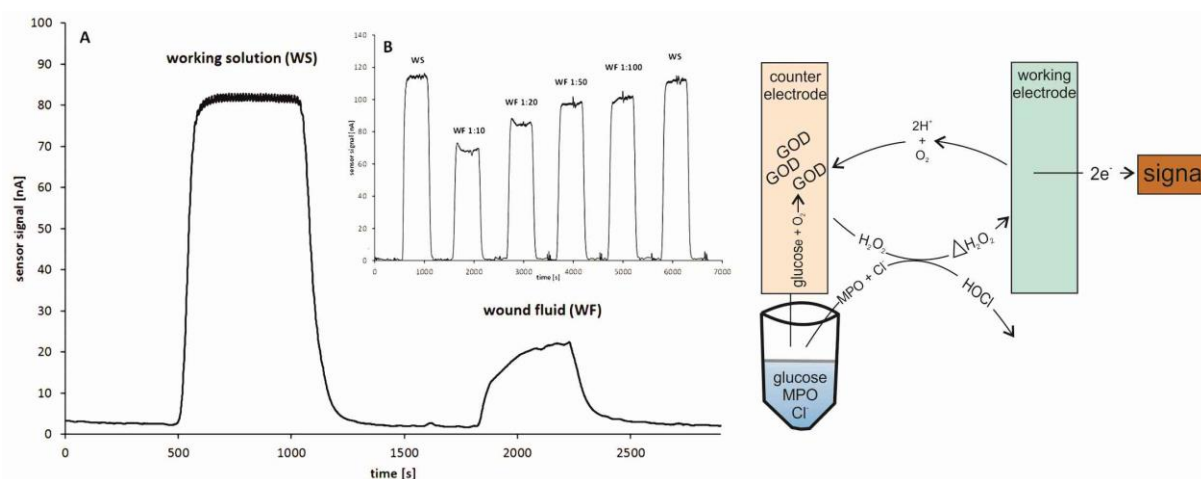 A
working solution (WS)
wound fluid (WF)
sensor signal [nA]
100
90
80
70
60
50
40
30
20
10
0
0
500
1000
1500
2000
2500
time [s]
B
WS
WF 1:10
WF 1:20
WF 1:50
WF 1:100
WS
sensor signal [nA]
140
120
100
80
60
40
20
0
0
1000
2000
3000
4000
5000
6000
7000
time [s]
counter
electrode
working
electrode
GOD
GOD
GOD
glucose + O₂
2H⁺
+
O₂
2e⁻
signa
H₂O₂
ΔH₂O₂
MPO + Cl⁻
HOCl
glucose
MPO
Cl⁻